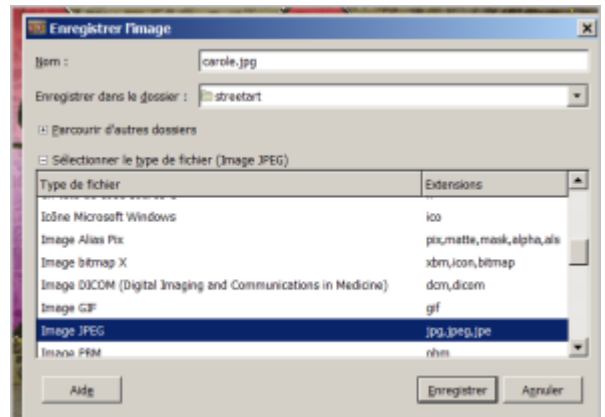 Enregistrer l'image
Nom : carole.jpg
Enregistrer dans le dossier : streetart
Parcourir d'autres dossiers
Sélectionner le type de fichier (Image JPEG)
Type de fichier Extensions
Icône Microsoft Windows ico
Image Alias Pix pix,matte,mask,alpha,als
Image bitmap X xbm,icon,bitmap
Image DICOM (Digital Imaging and Communications in Medicine) dcm,dicom
Image GIF gif
Image JPEG jpg,jpeg,jpe
Image
Aide Enregistrer Annuler